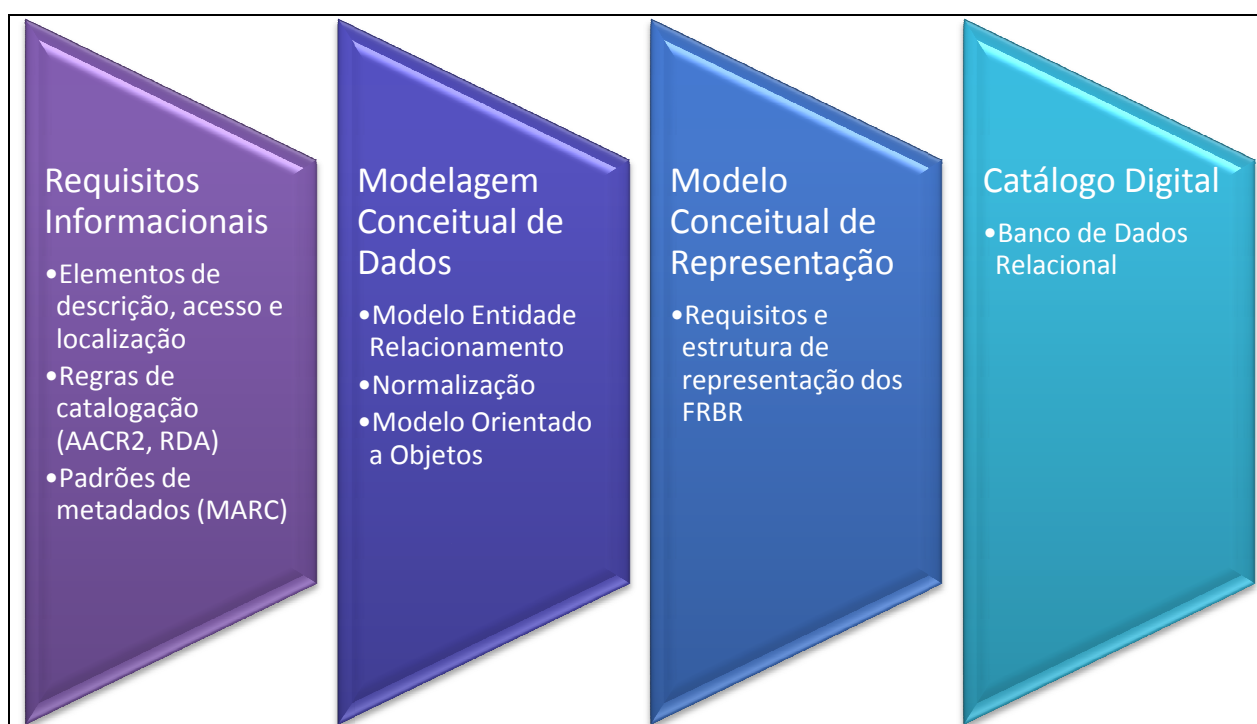 Requisitos
Informacionais
•Elementos de
descrição, acesso e
localização
•Regras de
catalogação
(AACR2, RDA)
•Padrões de
metadados (MARC)
Modelagem
Conceitual de
Dados
•Modelo Entidade
Relacionamento
•Normalização
•Modelo Orientado
a Objetos
Modelo
Conceitual de
Representação
•Requisitos e
estrutura de
representação dos
FRBR
Catálogo Digital
•Banco de Dados
Relacional